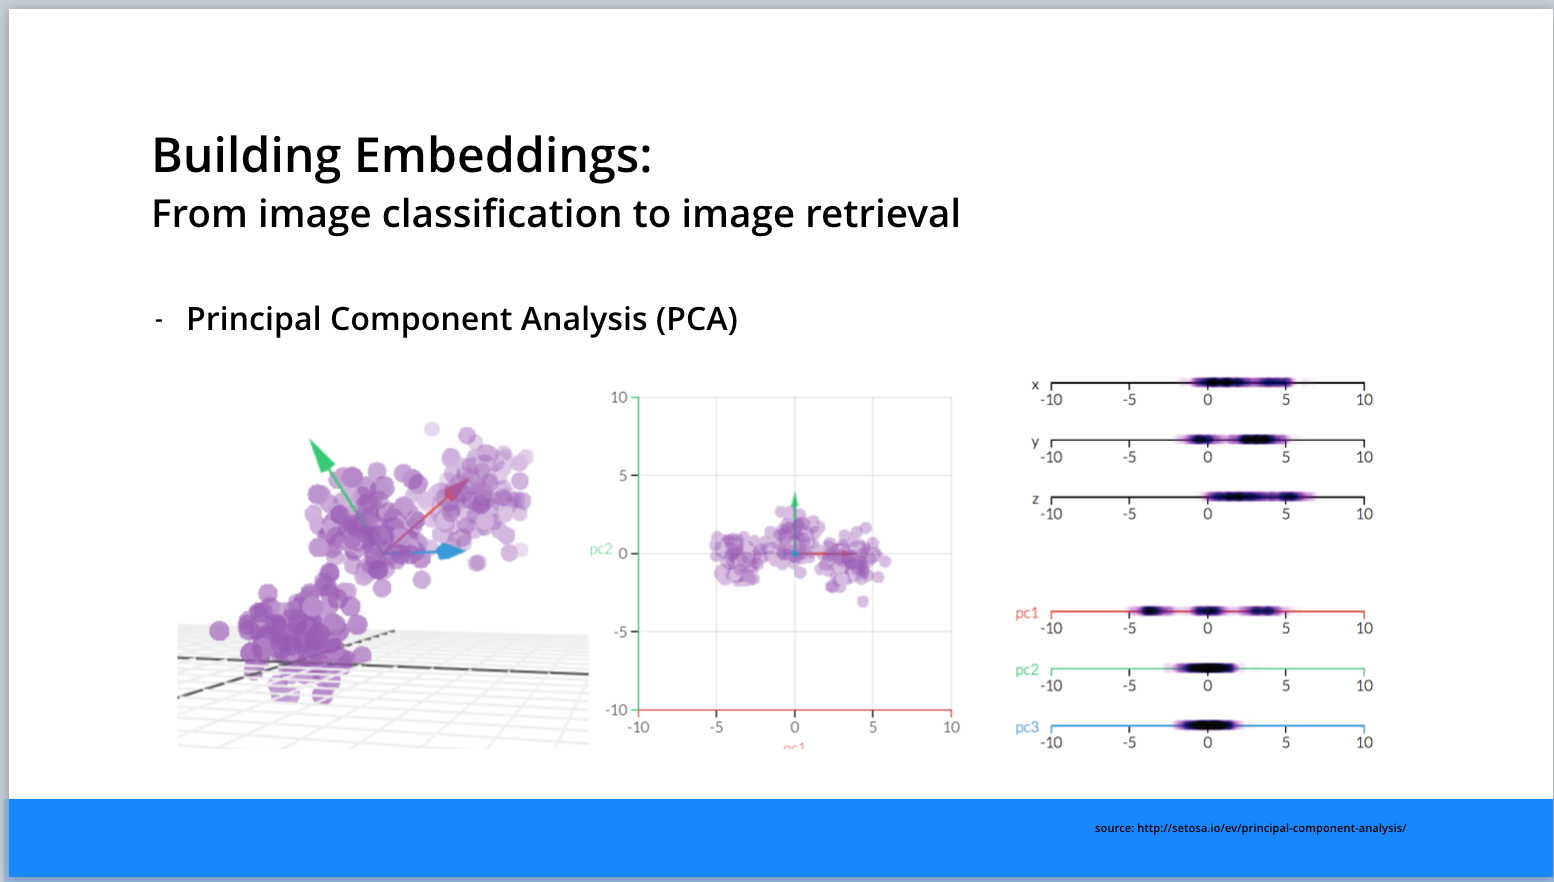 Building Embeddings:
From image classification to image retrieval
- Principal Component Analysis (PCA)
10
5
pc2 0
-5
-10
-10 -5 0 5 10
pc1
x
-10 -5 0 5 10
y
-10 -5 0 5 10
z
-10 -5 0 5 10
pc1
-10 -5 0 5 10
pc2
-10 -5 0 5 10
pc3
-10 -5 0 5 10
source: http://setosa.io/ev/principal-component-analysis/